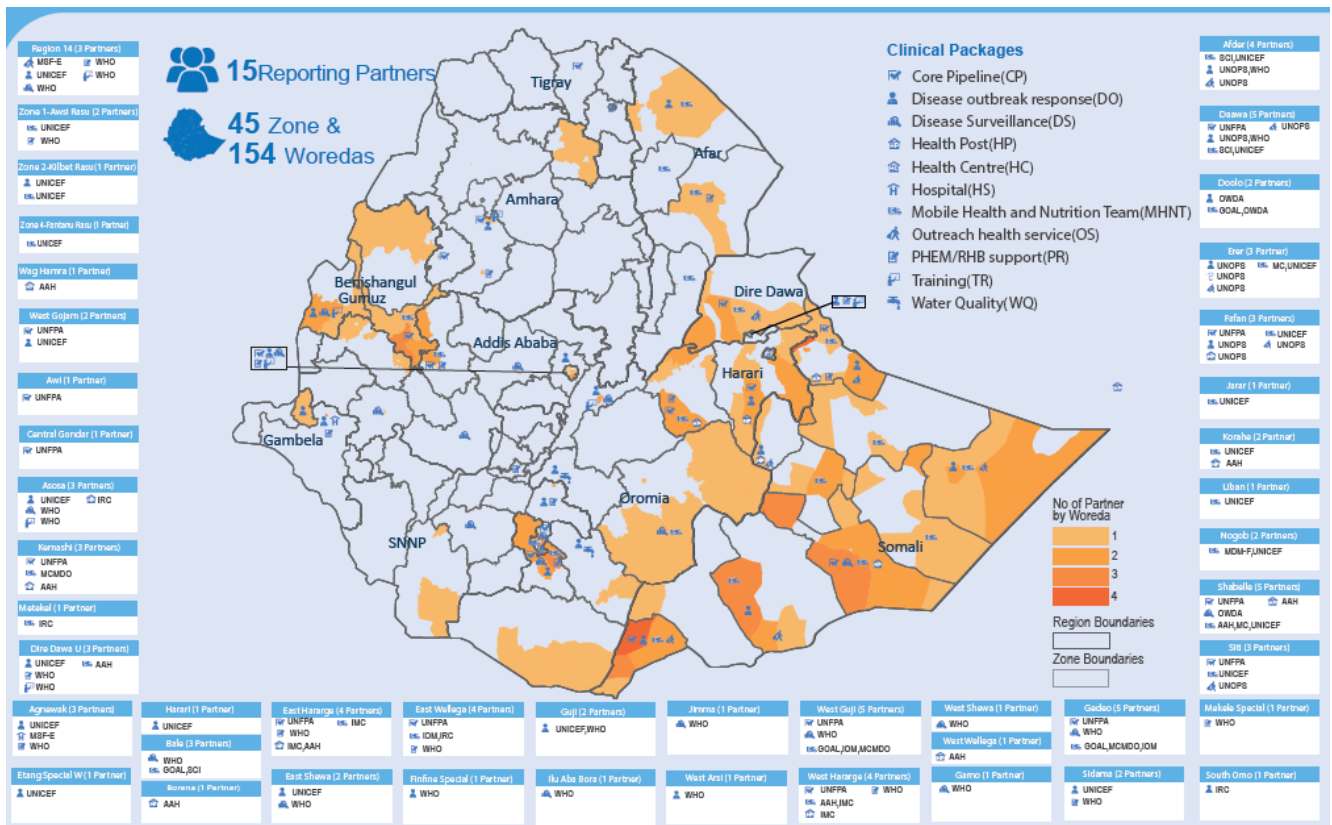 Region 14 (3 Partners)
MSF-E WHO
UNICEF WHO
WHO
Zone 1-Awsi Rasu (2 Partners)
UNICEF
WHO
Zone 2-Kilbet Rasu (1 Partner)
UNICEF
UNICEF
Zone 4-Fantanu Rasu (1 Partner)
UNICEF
Wag Hamra (1 Partner)
AAH
West Gojam (2 Partners)
UNFPA
UNICEF
Awi (1 Partner)
UNFPA
Central Gondar (1 Partner)
UNFPA
Asosa (3 Partners)
UNICEF IRC
WHO
WHO
Kemashi (3 Partners)
UNFPA
MCMDO
AAH
Metekel (1 Partner)
IRC
Dire Dawa U (3 Partners)
UNICEF AAH
WHO
WHO
15 Reporting Partners
45 Zone &
154 Woredas
Tigray
Afar
Amhara
Benishangul
Gumuz
Dire Dawa
Addis Ababa
Harari
Gambela
Oromia
SNNP
Somali
Clinical Packages
Core Pipeline(CP)
Disease outbreak response(DO)
Disease Surveillance(DS)
Health Post(HP)
Health Centre(HC)
Hospital(HS)
Mobile Health and Nutrition Team(MHNT)
Outreach health service(OS)
PHEM/RHB support(PR)
Training(TR)
Water Quality(WQ)
No of Partner
by Woreda
1
2
3
4
Region Boundaries
Zone Boundaries
Afder (4 Partners)
SCI,UNICEF
UNOPS,WHO
UNOPS
Daawa (5 Partners)
UNFPA UNOPS
UNOPS,WHO
SCI,UNICEF
Doolo (2 Partners)
OWDA
GOAL,OWDA
Erer (3 Partner)
UNOPS MC,UNICEF
UNOPS
UNOPS
Fafan (3 Partners)
UNFPA UNICEF
UNOPS UNOPS
UNOPS
Jarar (1 Partner)
UNICEF
Korahe (2 Partner)
UNICEF
AAH
Liban (1 Partner)
UNICEF
Nogob (2 Partners)
MDM-F,UNICEF
Shabelle (5 Partners)
UNFPA AAH
OWDA
AAH,MC,UNICEF
Siti (3 Partners)
UNFPA
UNICEF
UNOPS
Agnewak (3 Partners)
UNICEF
MSF-E
WHO
Harari (1 Partner)
UNICEF
Bale (3 Partners)
WHO
GOAL,SCI
East Hararge (4 Partners)
UNFPA IMC
WHO
IMC,AAH
East Wellega (4 Partners)
UNFPA
IOM,IRC
WHO
Guji (2 Partners)
UNICEF,WHO
Jimma (1 Partner)
WHO
West Guji (5 Partners)
UNFPA
WHO
GOAL,IOM,MCMDO
West Shewa (1 Partner)
WHO
West Wellega (1 Partner)
AAH
Gedeo (5 Partners)
UNFPA
WHO
GOAL,MCMDO,IOM
Mekele Special (1 Partner)
WHO
Etang Special W (1 Partner)
UNICEF
Borena (1 Partner)
AAH
East Shewa (2 Partners)
UNICEF
WHO
Finfine Special (1 Partner)
WHO
Ilu Aba Bora (1 Partner)
WHO
West Arsi (1 Partner)
WHO
West Hararge (4 Partners)
UNFPA WHO
AAH,IMC
IMC
Gamo (1 Partner)
WHO
Sidama (2 Partners)
UNICEF
WHO
South Omo (1 Partner)
IRC